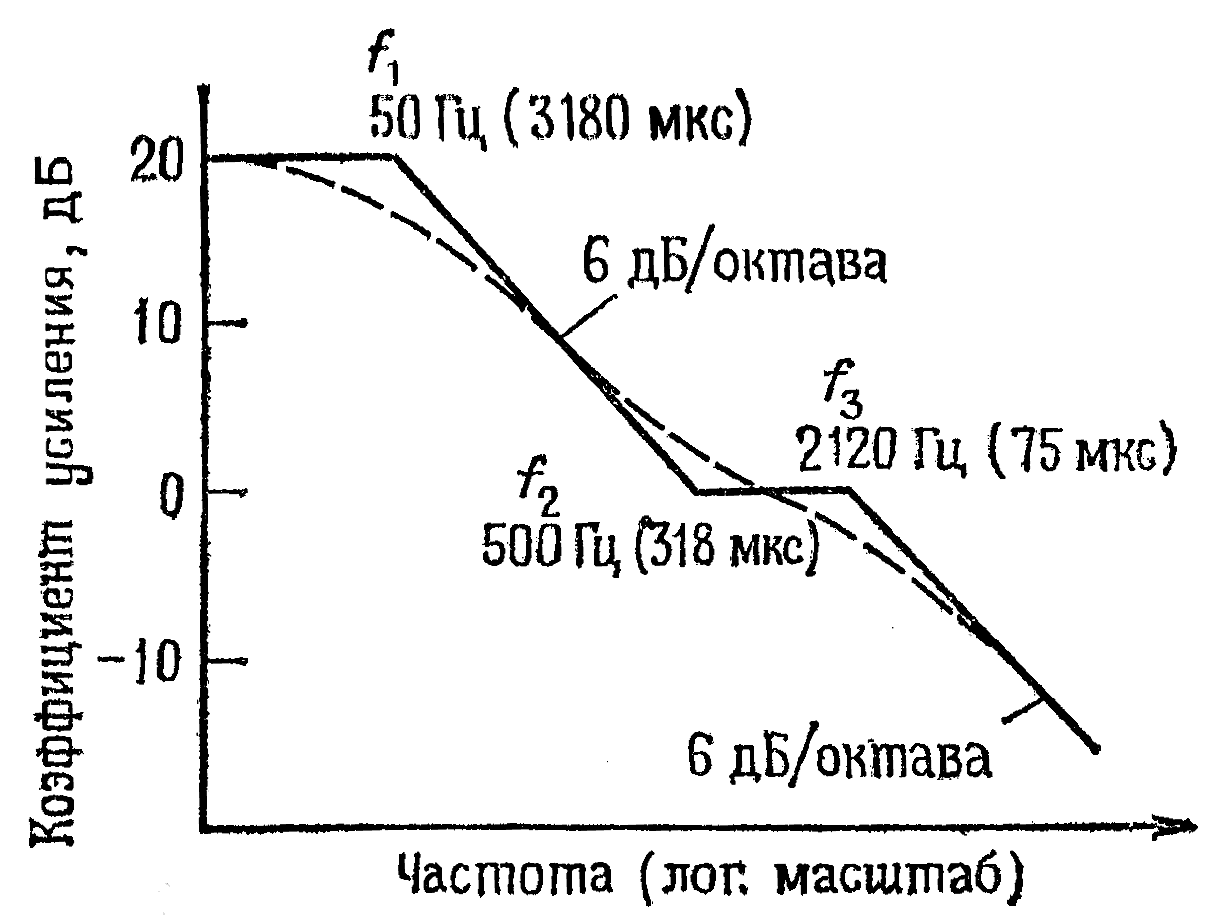 f1
50 Гц (3180 мкс)
20
6 дБ/октава
10
f3
2120 Гц (75 мкс)
0
f2
500 Гц (318 мкс)
-10
6 дБ/октава
Коэффициент усиления, дБ
Частота (лог. масштаб)